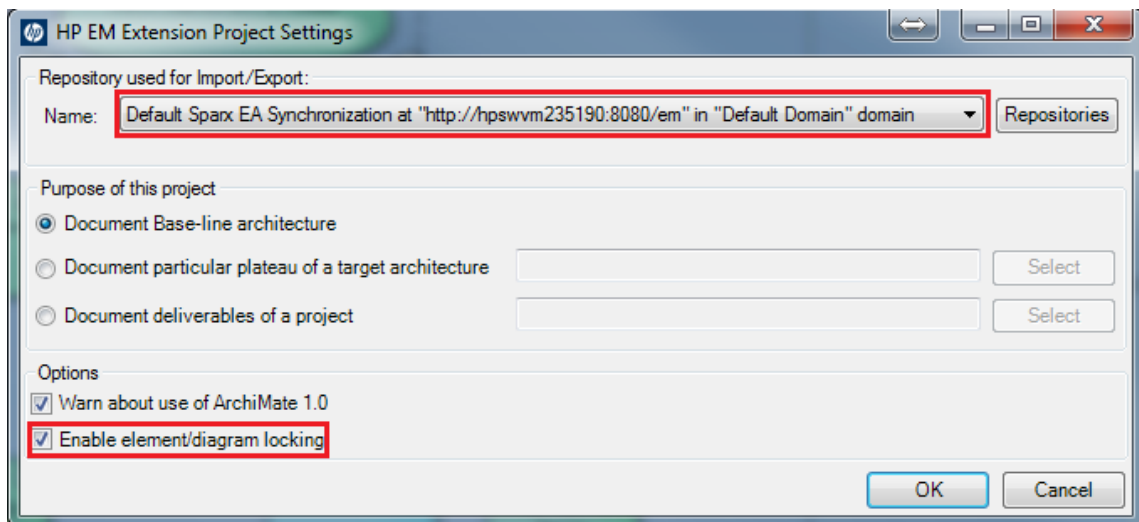 HP EM Extension Project Settings
Repository used for Import/Export:
Name: Default Sparx EA Synchronization at "http://hpswvm235190:8080/em" in "Default Domain" domain Repositories
Purpose of this project
Document Base-line architecture
Document particular plateau of a target architecture Select
Document deliverables of a project Select
Options
Warn about use of ArchiMate 1.0
Enable element/diagram locking
OK Cancel